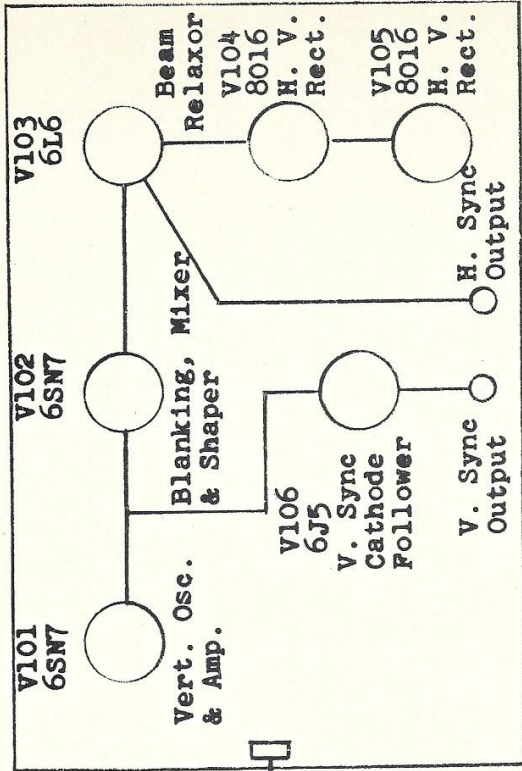 V101
6SN7
Vert. Osc.
& Amp.
V102
6SN7
Blanking, Mixer
& Shaper
V103
6L6
Beam
Relaxor
V104
8016
H. V.
Rect.
V105
8016
H. V.
Rect.
V106
6J5
V. Sync
Cathode
Follower
V. Sync
Output
H. Sync
Output